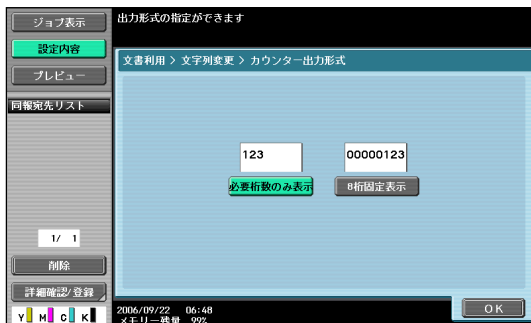 ジョブ表示
設定内容
プレビュー
同報宛先リスト
1/ 1
削除
詳細確認/登録
Y M C K
出力形式の指定ができます
文書利用 > 文字列変更 > カウンター出力形式
123
00000123
必要桁数のみ表示
8桁固定表示
2006/09/22 06:48
メモリー残量 99%
OK